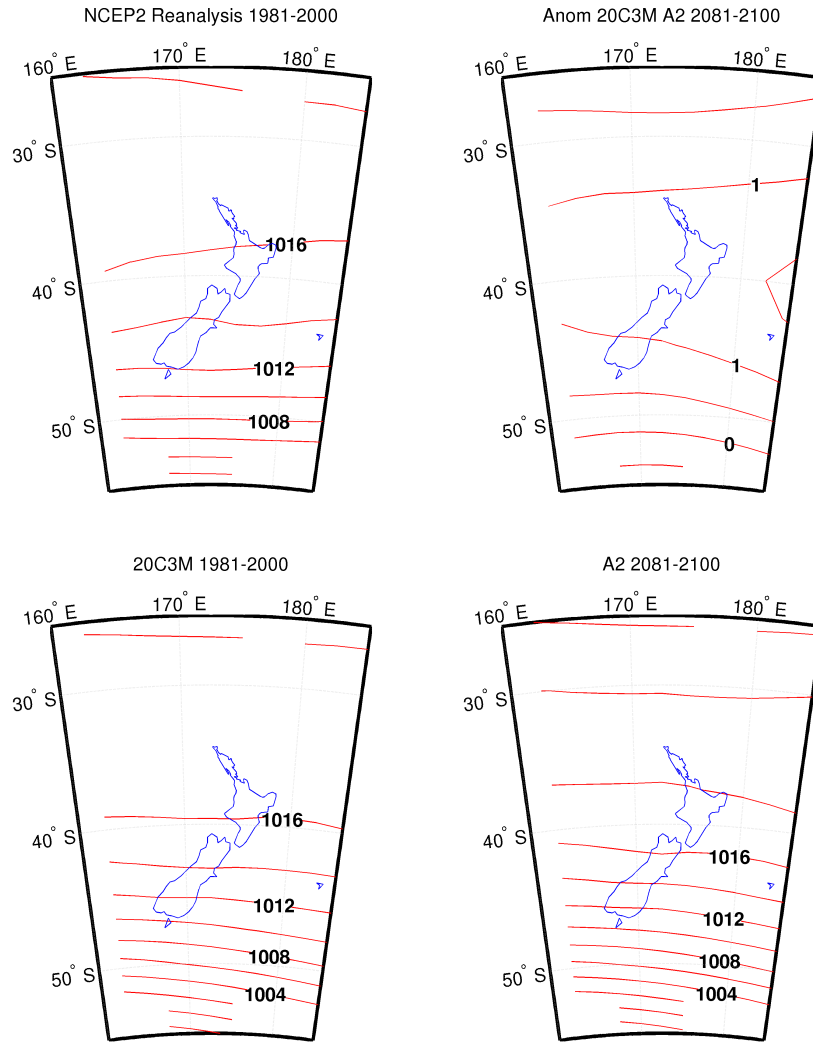 NCEP2 Reanalysis 1981-2000
160° E
170° E
180° E
30° S
40° S
50° S
1016
1012
1008
Anom 20C3M A2 2081-2100
160° E
170° E
180° E
30° S
40° S
50° S
1
1
0
20C3M 1981-2000
160° E
170° E
180° E
30° S
40° S
50° S
1016
1012
1008
1004
A2 2081-2100
160° E
170° E
180° E
30° S
40° S
50° S
1016
1012
1008
1004